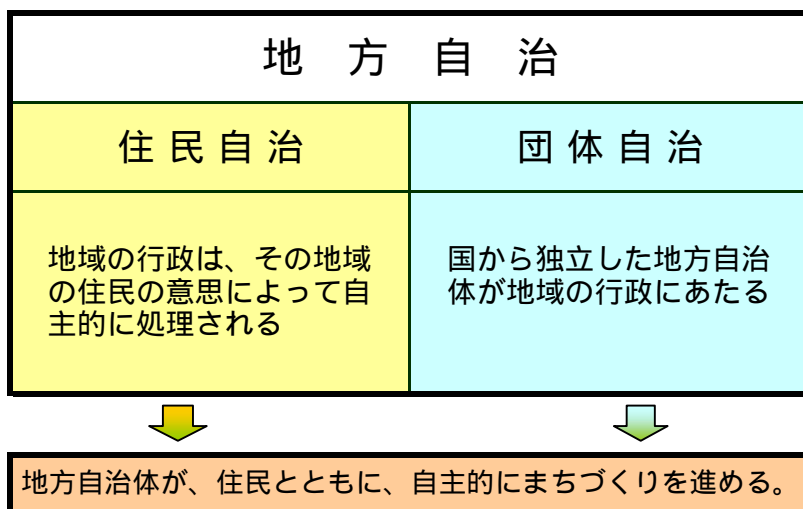 地方自治
住民自治
団体自治
地域の行政は、その地域
の住民の意思によって自
主的に処理される
国から独立した地方自治
体が地域の行政にあたる
地方自治体が、住民とともに、自主的にまちづくりを進める。